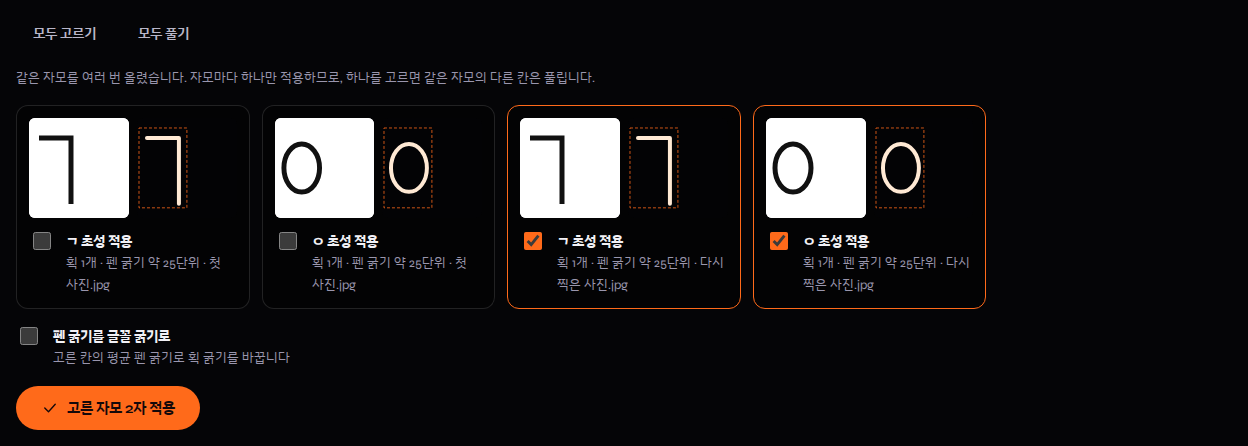 모두 고르기 모두 풀기
같은 자모를 여러 번 올렸습니다. 자모마다 하나만 적용하므로, 하나를 고르면 같은 자모의 다른 칸은 풀립니다.
ㄱ ㄱ
ㄱ 초성 적용
획 1개 · 펜 굵기 약 25단위 · 첫
사진.jpg
ㅇ ㅇ
ㅇ 초성 적용
획 1개 · 펜 굵기 약 25단위 · 첫
사진.jpg
ㄱ ㄱ
ㄱ 초성 적용
획 1개 · 펜 굵기 약 25단위 · 다시
찍은 사진.jpg
ㅇ ㅇ
ㅇ 초성 적용
획 1개 · 펜 굵기 약 25단위 · 다시
찍은 사진.jpg
펜 굵기를 글꼴 굵기로
고른 칸의 평균 펜 굵기로 획 굵기를 바꿉니다
고른 자모 2자 적용